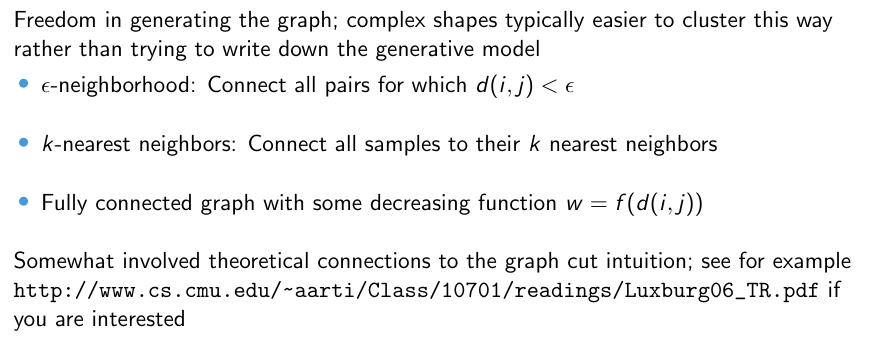 Freedom in generating the graph; complex shapes typically easier to cluster this way
rather than trying to write down the generative model
• ϵ-neighborhood: Connect all pairs for which d(i, j) < ϵ
• k-nearest neighbors: Connect all samples to their k nearest neighbors
• Fully connected graph with some decreasing function w = f(d(i, j))
Somewhat involved theoretical connections to the graph cut intuition; see for example
http://www.cs.cmu.edu/~aarti/Class/10701/readings/Luxburg06_TR.pdf if
you are interested